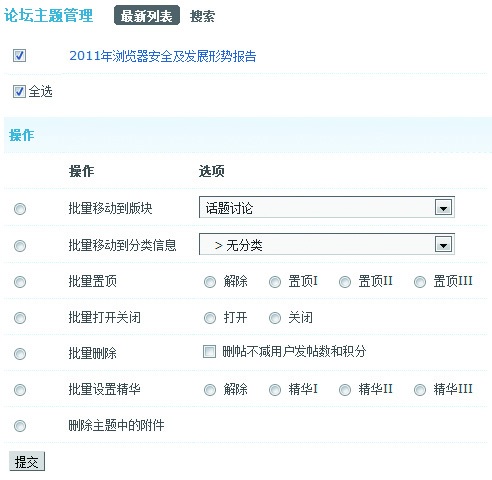 论坛主题管理 最新列表 搜索
2011年浏览器安全及发展形势报告
全选
操作
操作 选项
批量移动到版块 话题讨论
批量移动到分类信息 > 无分类
批量置顶 解除 置顶I 置顶II 置顶III
批量打开关闭 打开 关闭
批量删除 删帖不减用户发帖数和积分
批量设置精华 解除 精华I 精华II 精华III
删除主题中的附件
提交